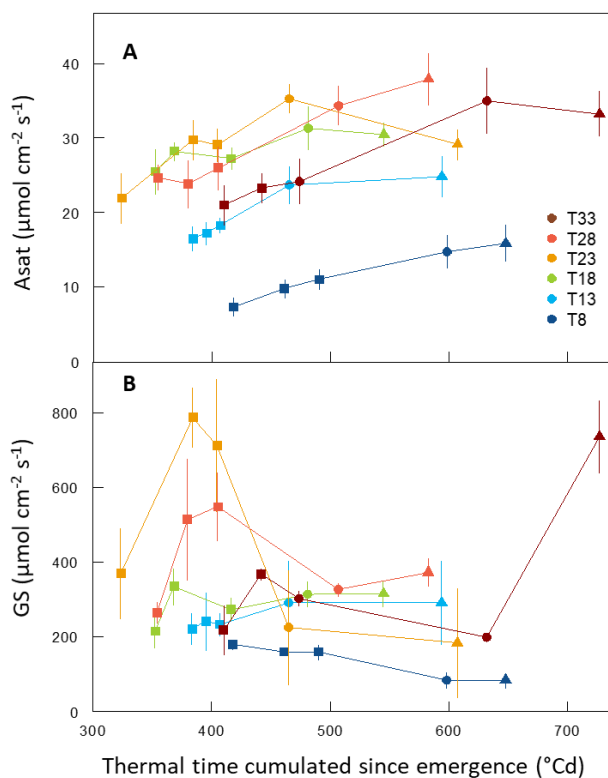 A
40
30
20
10
0
Asat (µmol cm⁻² s⁻¹)
T33
T28
T23
T18
T13
T8
B
800
600
400
200
0
GS (µmol cm⁻² s⁻¹)
300 400 500 600 700
Thermal time cumulated since emergence (°Cd)